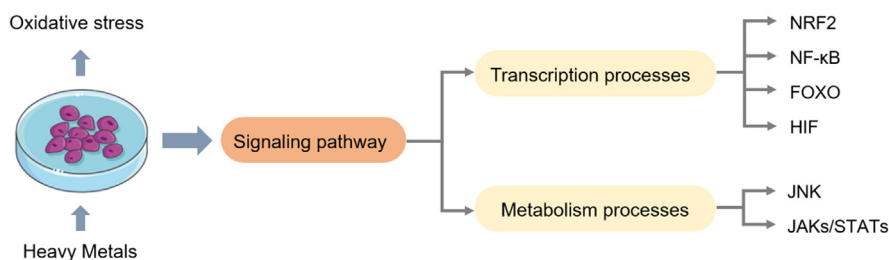 Oxidative stress
Heavy Metals
Signaling pathway
Transcription processes
NRF2
NF-κB
FOXO
HIF
Metabolism processes
JNK
JAKs/STATs